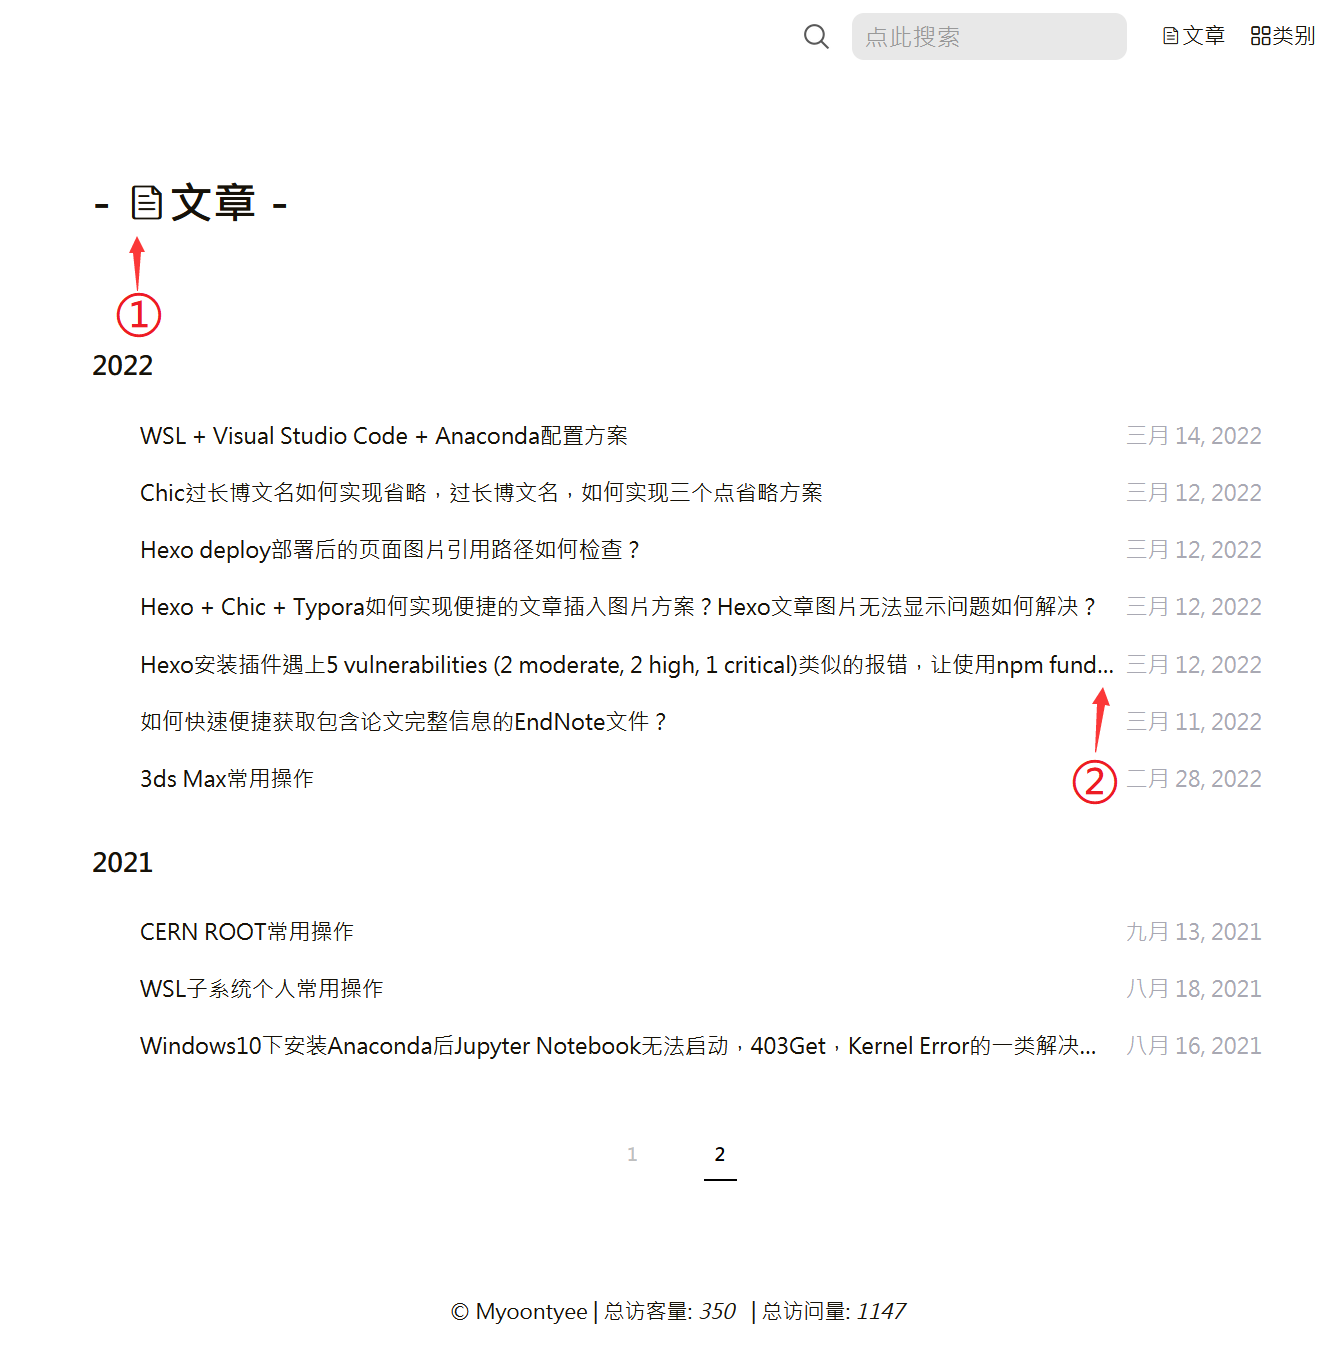 点此搜索 文章 类别
- 文章 -
①
2022
WSL + Visual Studio Code + Anaconda配置方案 三月 14, 2022
Chic过长博文名如何实现省略，过长博文名，如何实现三个点省略方案 三月 12, 2022
Hexo deploy部署后的页面图片引用路径如何检查？ 三月 12, 2022
Hexo + Chic + Typora如何实现便捷的文章插入图片方案？Hexo文章图片无法显示问题如何解决？ 三月 12, 2022
Hexo安装插件遇上5 vulnerabilities (2 moderate, 2 high, 1 critical)类似的报错，让使用npm fund... 三月 12, 2022
如何快速便捷获取包含论文完整信息的EndNote文件？ 三月 11, 2022
②
3ds Max常用操作 二月 28, 2022
2021
CERN ROOT常用操作 九月 13, 2021
WSL子系统个人常用操作 八月 18, 2021
Windows10下安装Anaconda后Jupyter Notebook无法启动，403Get，Kernel Error的一类解决... 八月 16, 2021
1 2
© Myoontyee | 总访客量: 350 | 总访问量: 1147